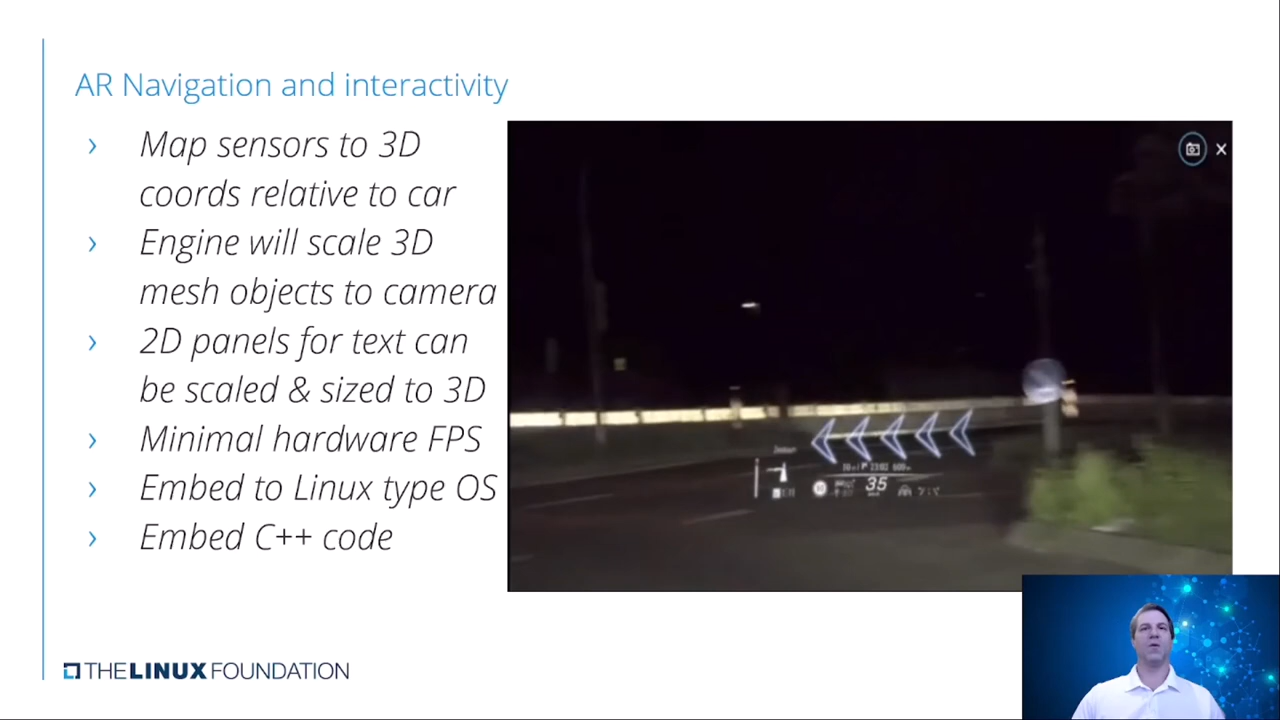 AR Navigation and interactivity
› Map sensors to 3D
coords relative to car
› Engine will scale 3D
mesh objects to camera
› 2D panels for text can
be scaled & sized to 3D
› Minimal hardware FPS
› Embed to Linux type OS
› Embed C++ code
35
THE LINUX FOUNDATION